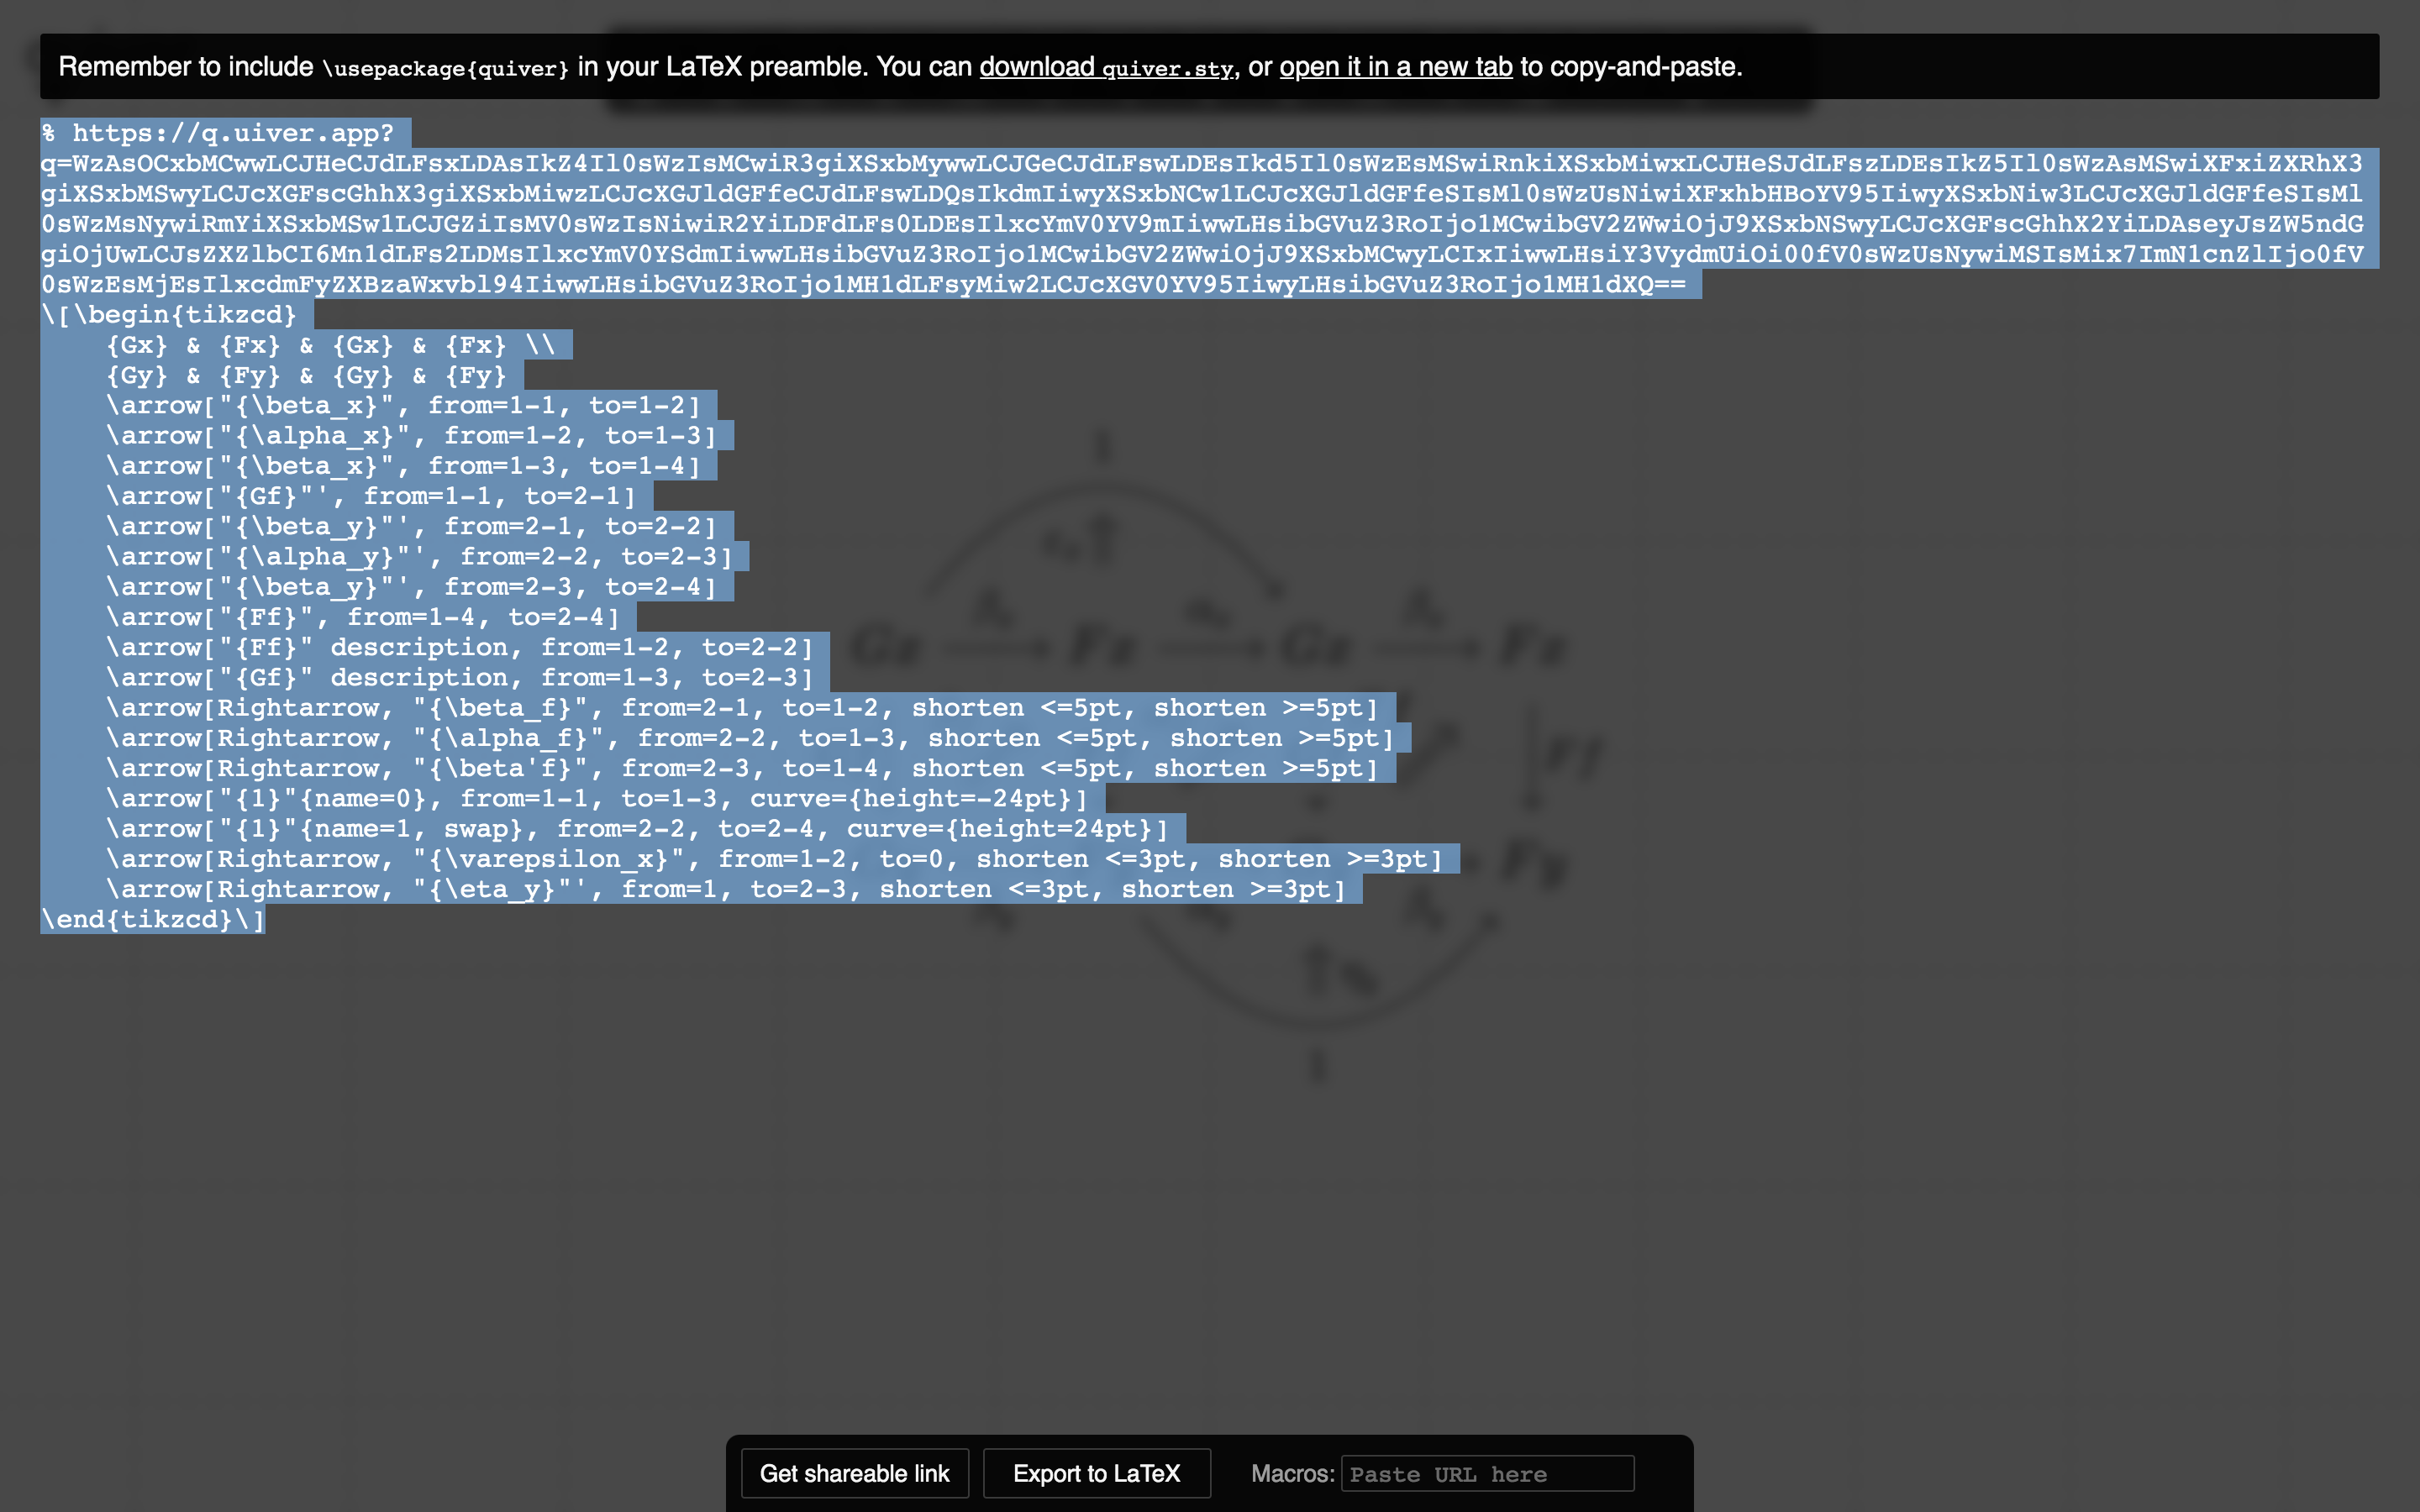 Remember to include \usepackage{quiver} in your LaTeX preamble. You can download quiver.sty, or open it in a new tab to copy-and-paste.
% https://q.uiver.app?
q=WzAsOCxbMCwwLCJHeCJdLFsxLDAsIkZ4Il0sWzIsMCwiR3giXSxbMywwLCJGeCJdLFswLDEsIkd5Il0sWzEsMSwiRnkiXSxbMiwxLCJHeSJdLFszLDEsIkZ5Il0sWzAsMSwiXFxiZXRhX3
giXSxbMSwyLCJcXGFscGhhX3giXSxbMiwzLCJcXGJldGFfeCJdLFswLDQsIkdmIiwyXSxbNCw1LCJcXGJldGFfeSIsMl0sWzUsNiwiXFxhbHBoYV95IiwyXSxbNiw3LCJcXGJldGFfeSIsMl
0sWzMsNywiRmYiXSxbMSw1LCJGZiIsMV0sWzIsNiwiR2YiLDFdLFs0LDEsIlxcYmV0YV9mIiwwLHsibGVuZ3RoIjo1MCwibGV2ZWwiOjJ9XSxbNSwyLCJcXGFscGhhX2YiLDAseyJsZW5ndG
giOjUwLCJsZXZlbCI6Mn1dLFs2LDMsIlxcYmV0YSdmIiwwLHsibGVuZ3RoIjo1MCwibGV2ZWwiOjJ9XSxbMCwyLCIxIiwwLHsiY3VydmUiOi00fV0sWzUsNywiMSIsMix7ImN1cnZlIjo0fV
0sWzEsMjEsIlxcdmFyZXBzaWxvbl94IiwwLHsibGVuZ3RoIjo1MH1dLFsyMiw2LCJcXGV0YV95IiwyLHsibGVuZ3RoIjo1MH1dXQ==
\[\begin{tikzcd}
{Gx} & {Fx} & {Gx} & {Fx} \\
{Gy} & {Fy} & {Gy} & {Fy}
\arrow["{\beta_x}", from=1-1, to=1-2]
\arrow["{\alpha_x}", from=1-2, to=1-3]
\arrow["{\beta_x}", from=1-3, to=1-4]
\arrow["{Gf}"', from=1-1, to=2-1]
\arrow["{\beta_y}"', from=2-1, to=2-2]
\arrow["{\alpha_y}"', from=2-2, to=2-3]
\arrow["{\beta_y}"', from=2-3, to=2-4]
\arrow["{Ff}", from=1-4, to=2-4]
\arrow["{Ff}" description, from=1-2, to=2-2]
\arrow["{Gf}" description, from=1-3, to=2-3]
\arrow[Rightarrow, "{\beta_f}", from=2-1, to=1-2, shorten <=5pt, shorten >=5pt]
\arrow[Rightarrow, "{\alpha_f}", from=2-2, to=1-3, shorten <=5pt, shorten >=5pt]
\arrow[Rightarrow, "{\beta'f}", from=2-3, to=1-4, shorten <=5pt, shorten >=5pt]
\arrow["{1}"{name=0}, from=1-1, to=1-3, curve={height=-24pt}]
\arrow["{1}"{name=1, swap}, from=2-2, to=2-4, curve={height=24pt}]
\arrow[Rightarrow, "{\varepsilon_x}", from=1-2, to=0, shorten <=3pt, shorten >=3pt]
\arrow[Rightarrow, "{\eta_y}"', from=1, to=2-3, shorten <=3pt, shorten >=3pt]
\end{tikzcd}\]
Get shareable link
Export to LaTeX
Macros: Paste URL here